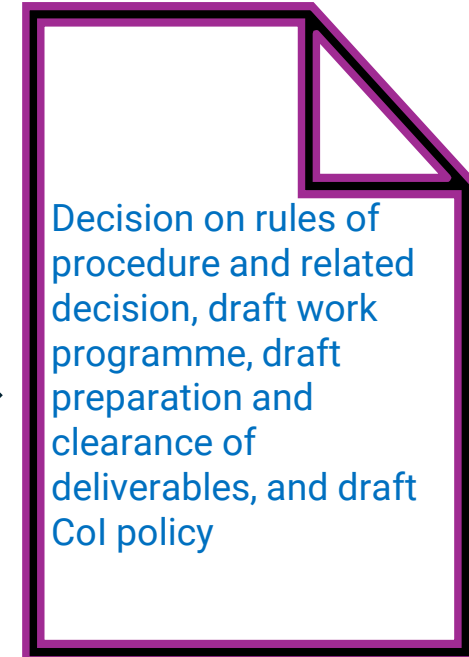 Decision on rules of
procedure and related
decision, draft work
programme, draft
preparation and
clearance of
deliverables, and draft
CoI policy